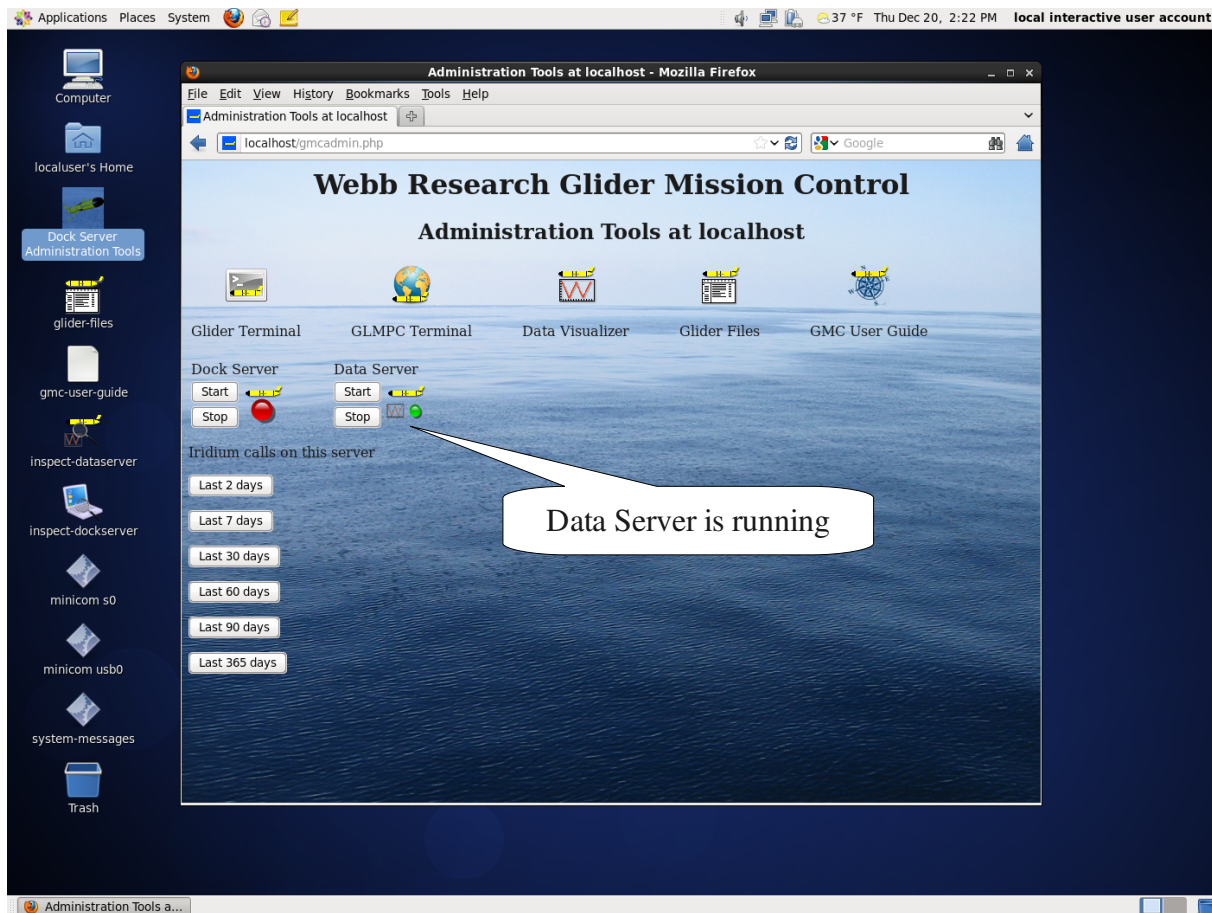 Applications Places System 37 °F Thu Dec 20, 2:22 PM local interactive user account
Computer
localuser's Home
Dock Server
Administration Tools
glider-files
gmc-user-guide
inspect-dataserver
inspect-dockserver
minicom s0
minicom usb0
system-messages
Trash
Administration Tools at localhost - Mozilla Firefox
File Edit View History Bookmarks Tools Help
Administration Tools at localhost
localhost/gmcadmin.php Google
Webb Research Glider Mission Control
Administration Tools at localhost
Glider Terminal GLMPC Terminal Data Visualizer Glider Files GMC User Guide
Dock Server Data Server
Start Start
Stop Stop
Iridium calls on this server
Last 2 days
Last 7 days
Last 30 days
Last 60 days
Last 90 days
Last 365 days
Data Server is running
Administration Tools a...